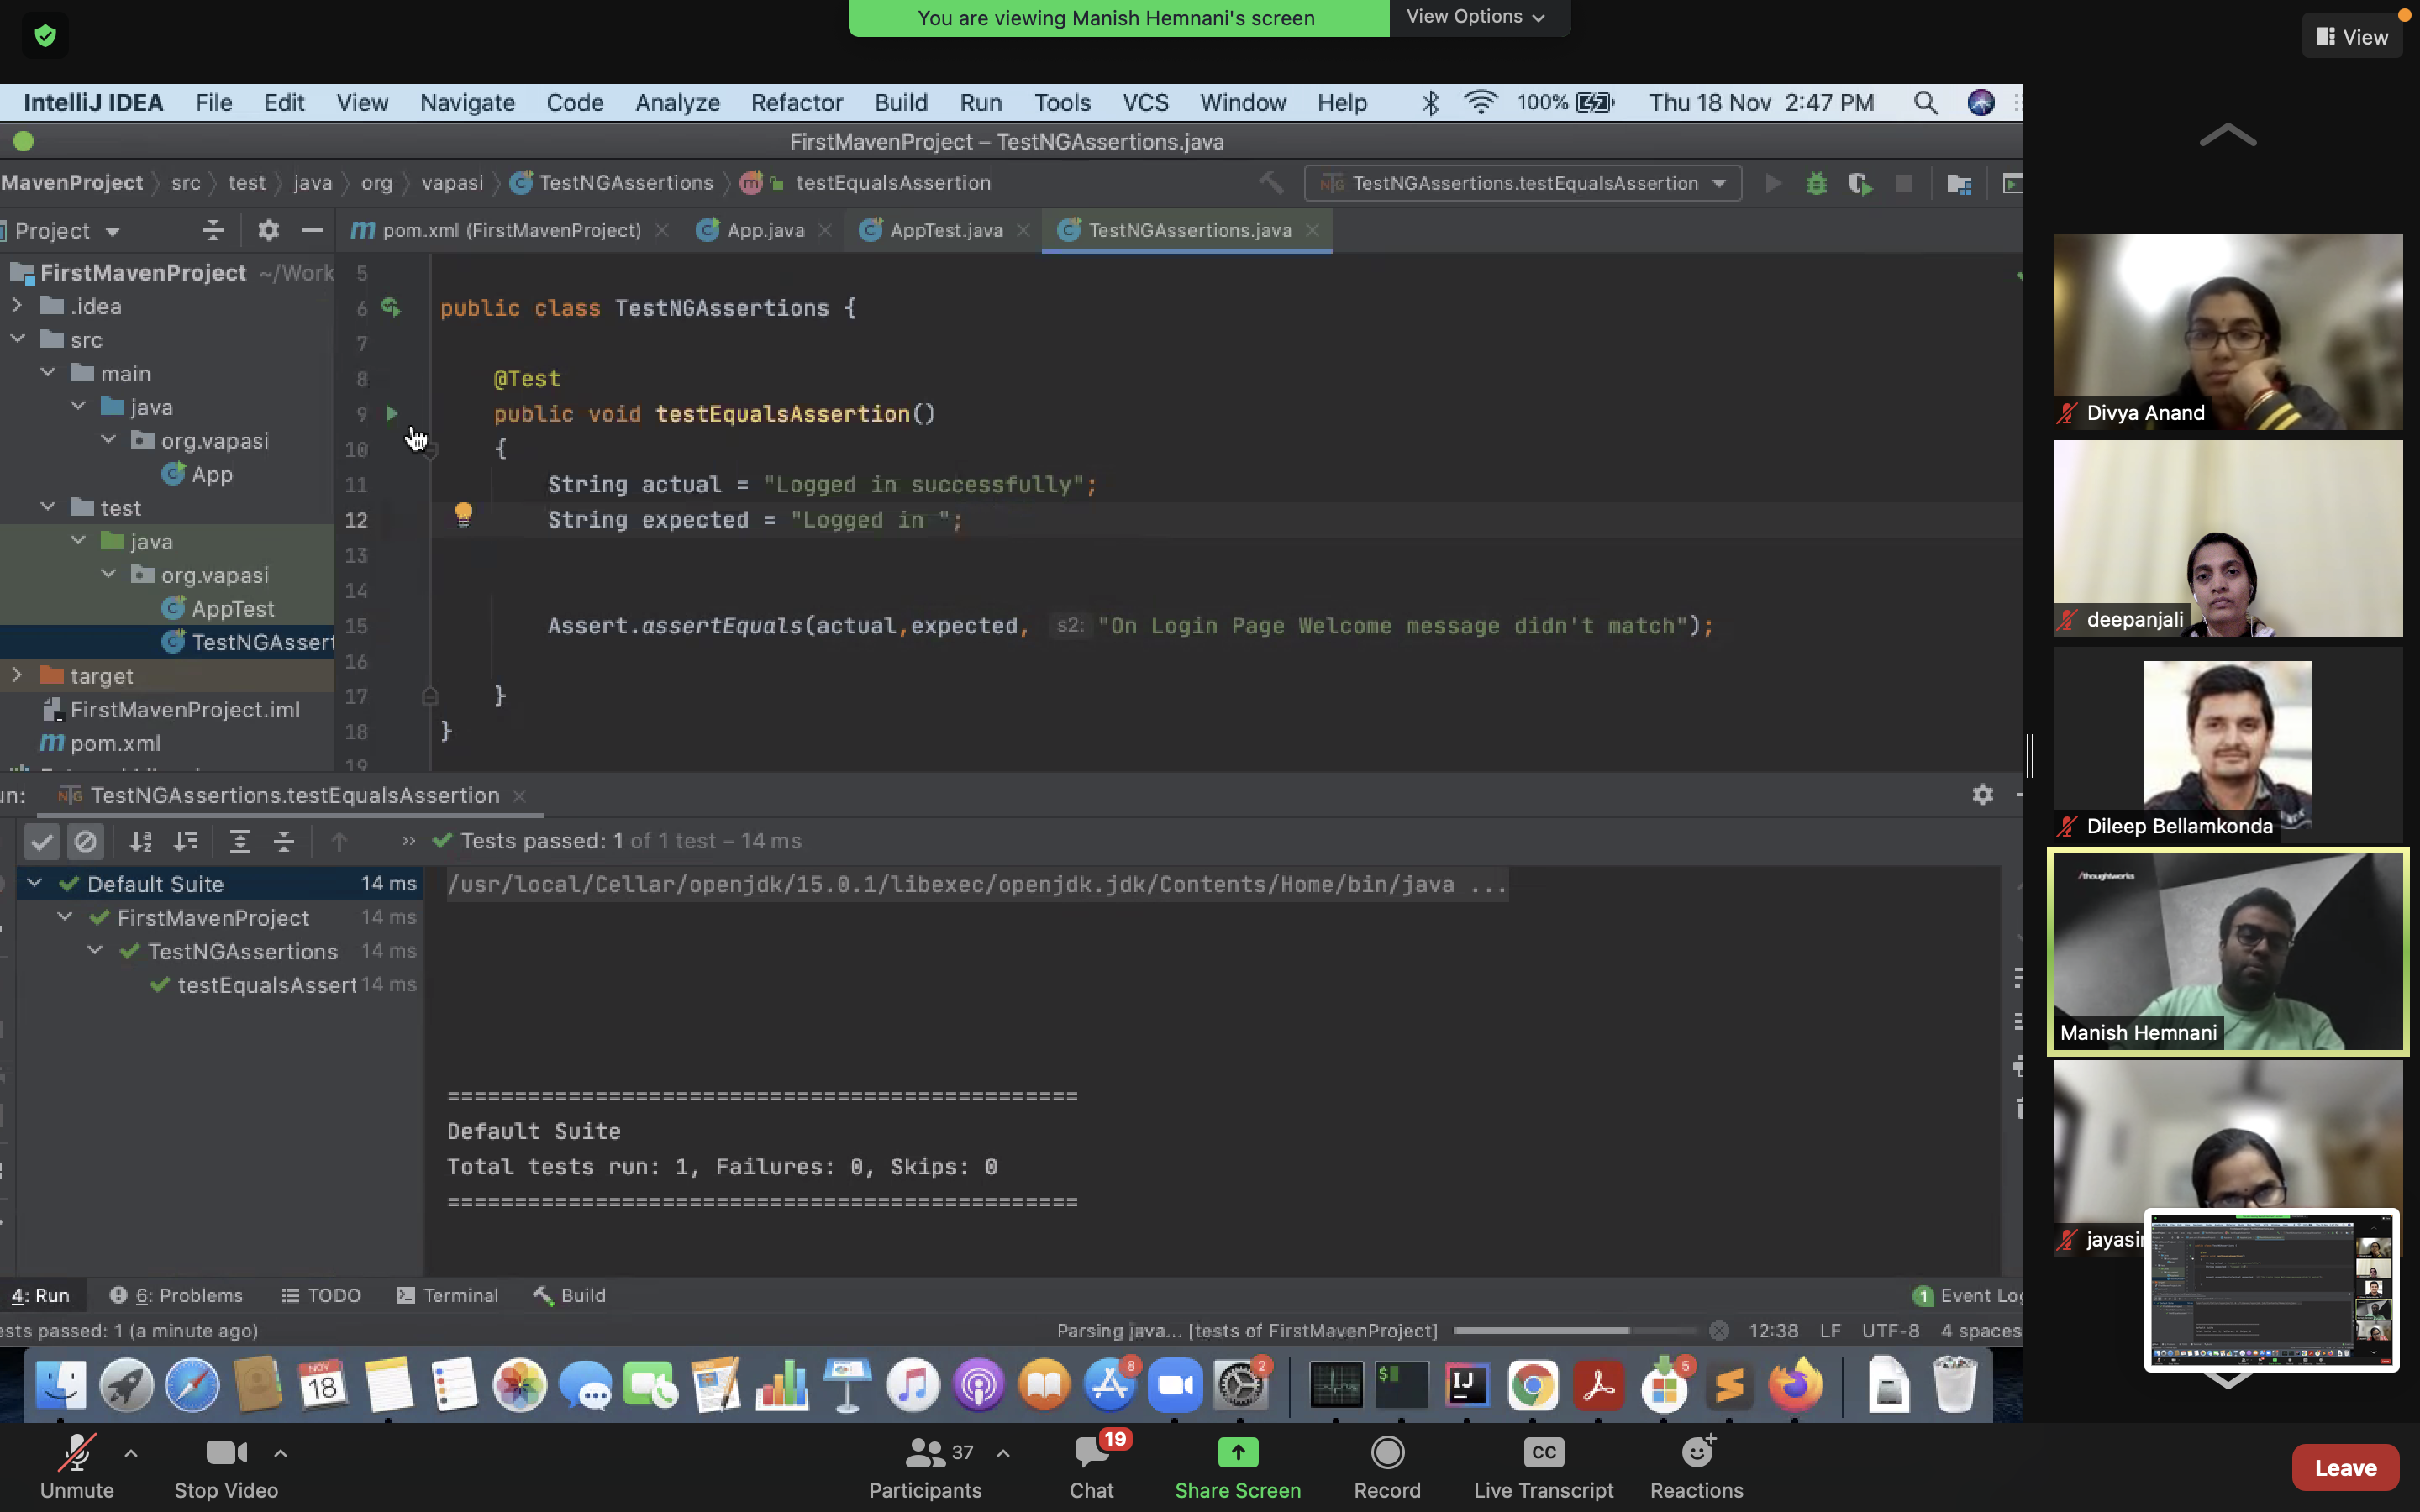 You are viewing Manish Hemnani's screen
View Options
View
IntelliJ IDEA File Edit View Navigate Code Analyze Refactor Build Run Tools VCS Window Help 100% Thu 18 Nov 2:47 PM
FirstMavenProject – TestNGAssertions.java
MavenProject src test java org vapasi TestNGAssertions testEqualsAssertion
TestNGAssertions.testEqualsAssertion
Project
pom.xml (FirstMavenProject) App.java AppTest.java TestNGAssertions.java
FirstMavenProject ~/Work
.idea
src
main
java
org.vapasi
App
test
java
org.vapasi
AppTest
TestNGAssert
target
FirstMavenProject.iml
pom.xml
5
6 public class TestNGAssertions {
7
8 @Test
9 public void testEqualsAssertion()
10 {
11 String actual = "Logged in successfully";
12 String expected = "Logged in ";
13
14
15 Assert.assertEquals(actual,expected, s2: "On Login Page Welcome message didn't match");
16
17 }
18 }
19
un: TestNGAssertions.testEqualsAssertion
Tests passed: 1 of 1 test – 14 ms
Default Suite 14 ms
FirstMavenProject 14 ms
TestNGAssertions 14 ms
testEqualsAssert 14 ms
/usr/local/Cellar/openjdk/15.0.1/libexec/openjdk.jdk/Contents/Home/bin/java ...
===============================================
Default Suite
Total tests run: 1, Failures: 0, Skips: 0
===============================================
4: Run 6: Problems TODO Terminal Build 1 Event Log
ests passed: 1 (a minute ago)
Parsing java... [tests of FirstMavenProject] 12:38 LF UTF-8 4 spaces
NOV
18
8
2
IJ
5
Divya Anand
deepanjali
Dileep Bellamkonda
/thoughtworks
Manish Hemnani
jayasi
Unmute
Stop Video
37
Participants
19
Chat
Share Screen
Record
CC
Live Transcript
Reactions
Leave